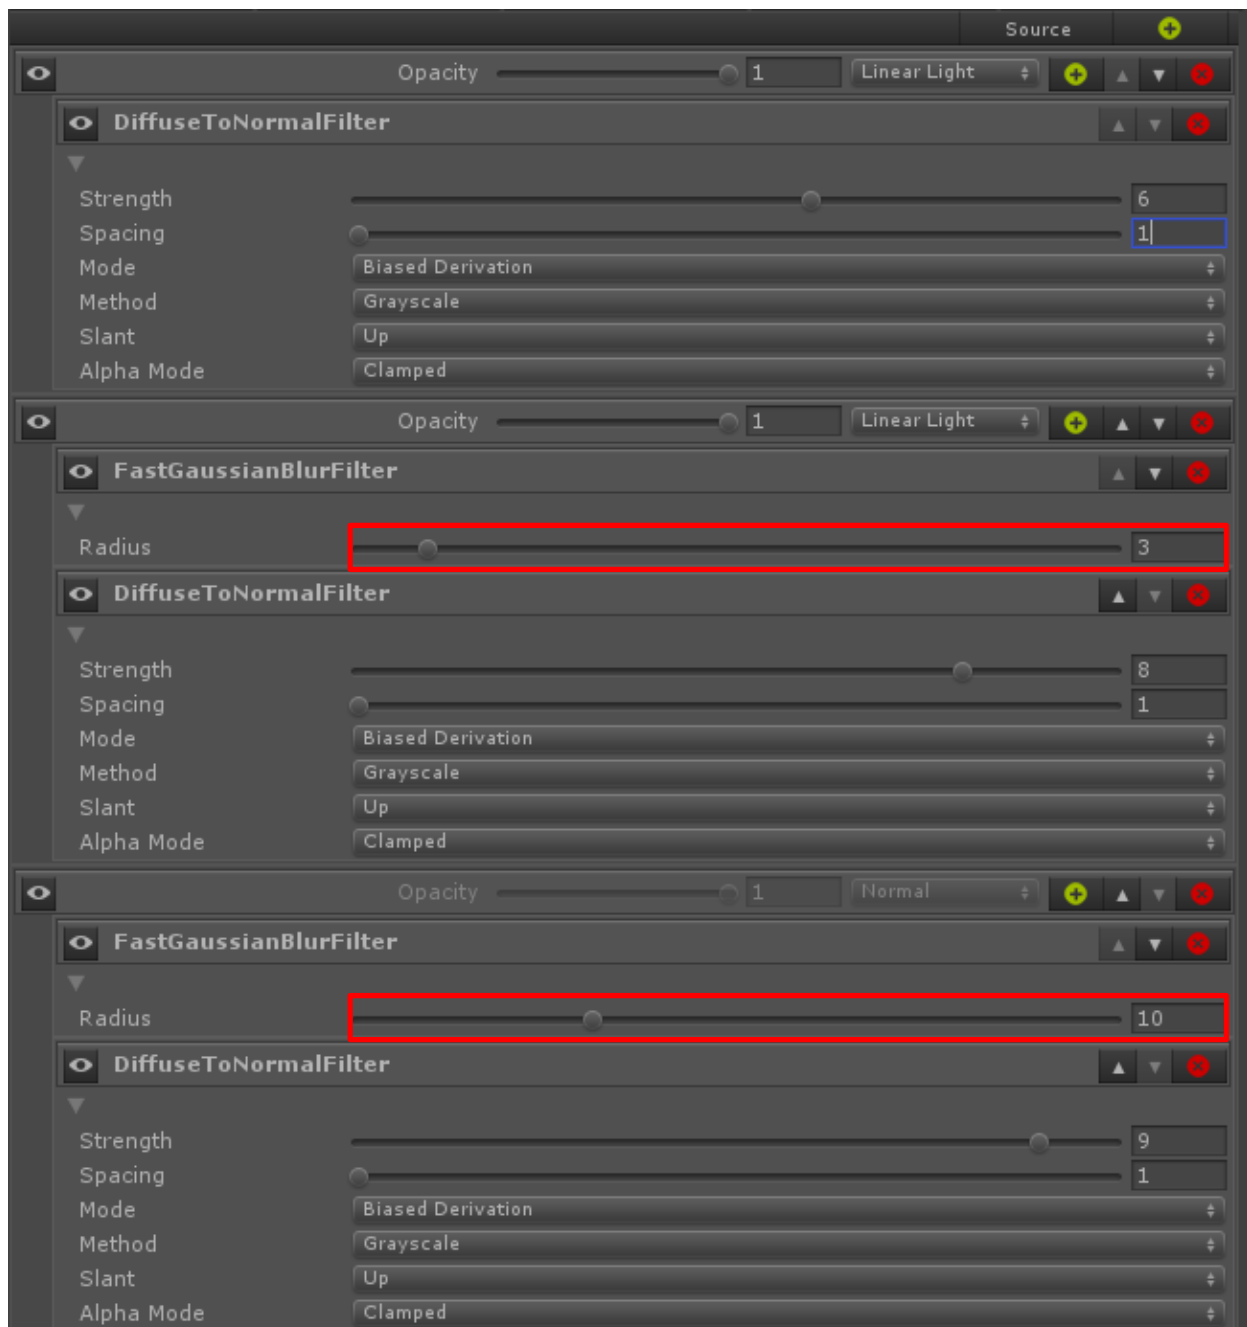 Source
Opacity 1 Linear Light
DiffuseToNormalFilter
Strength 6
Spacing 1
Mode Biased Derivation
Method Grayscale
Slant Up
Alpha Mode Clamped
Opacity 1 Linear Light
FastGaussianBlurFilter
Radius 3
DiffuseToNormalFilter
Strength 8
Spacing 1
Mode Biased Derivation
Method Grayscale
Slant Up
Alpha Mode Clamped
Opacity 1 Normal
FastGaussianBlurFilter
Radius 10
DiffuseToNormalFilter
Strength 9
Spacing 1
Mode Biased Derivation
Method Grayscale
Slant Up
Alpha Mode Clamped